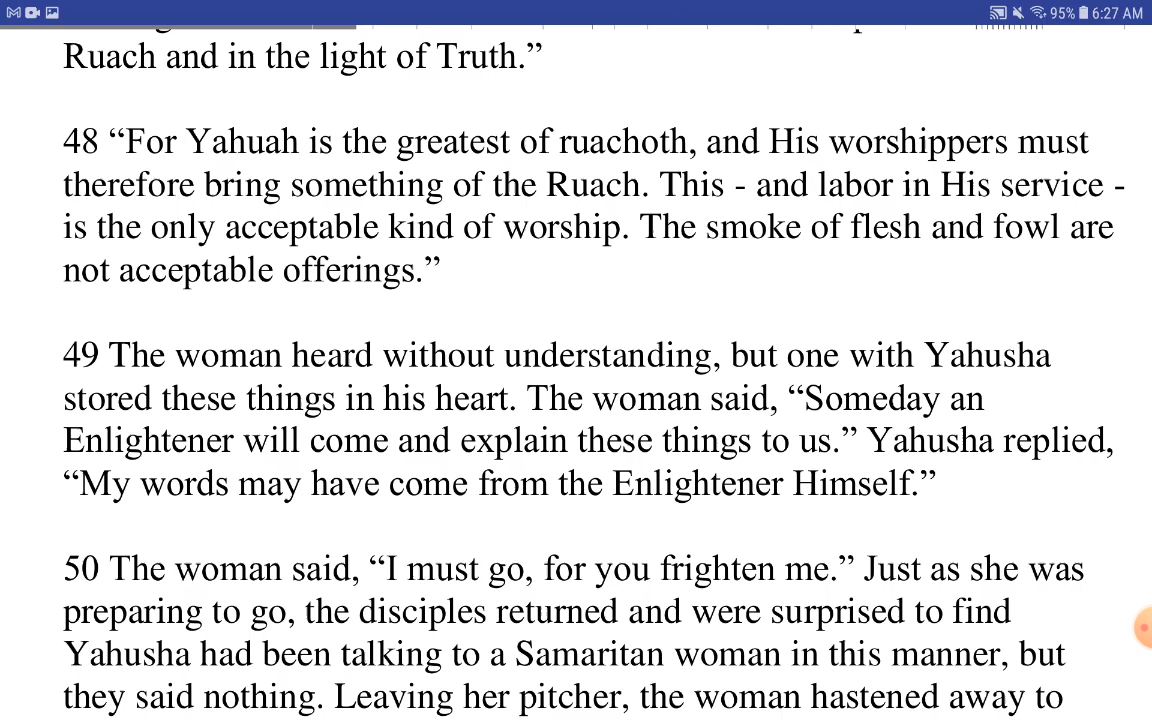 95% 6:27 AM
Ruach and in the light of Truth.”
48 “For Yahuah is the greatest of ruachoth, and His worshippers must
therefore bring something of the Ruach. This - and labor in His service -
is the only acceptable kind of worship. The smoke of flesh and fowl are
not acceptable offerings.”
49 The woman heard without understanding, but one with Yahusha
stored these things in his heart. The woman said, “Someday an
Enlightener will come and explain these things to us.” Yahusha replied,
“My words may have come from the Enlightener Himself.”
50 The woman said, “I must go, for you frighten me.” Just as she was
preparing to go, the disciples returned and were surprised to find
Yahusha had been talking to a Samaritan woman in this manner, but
they said nothing. Leaving her pitcher, the woman hastened away to